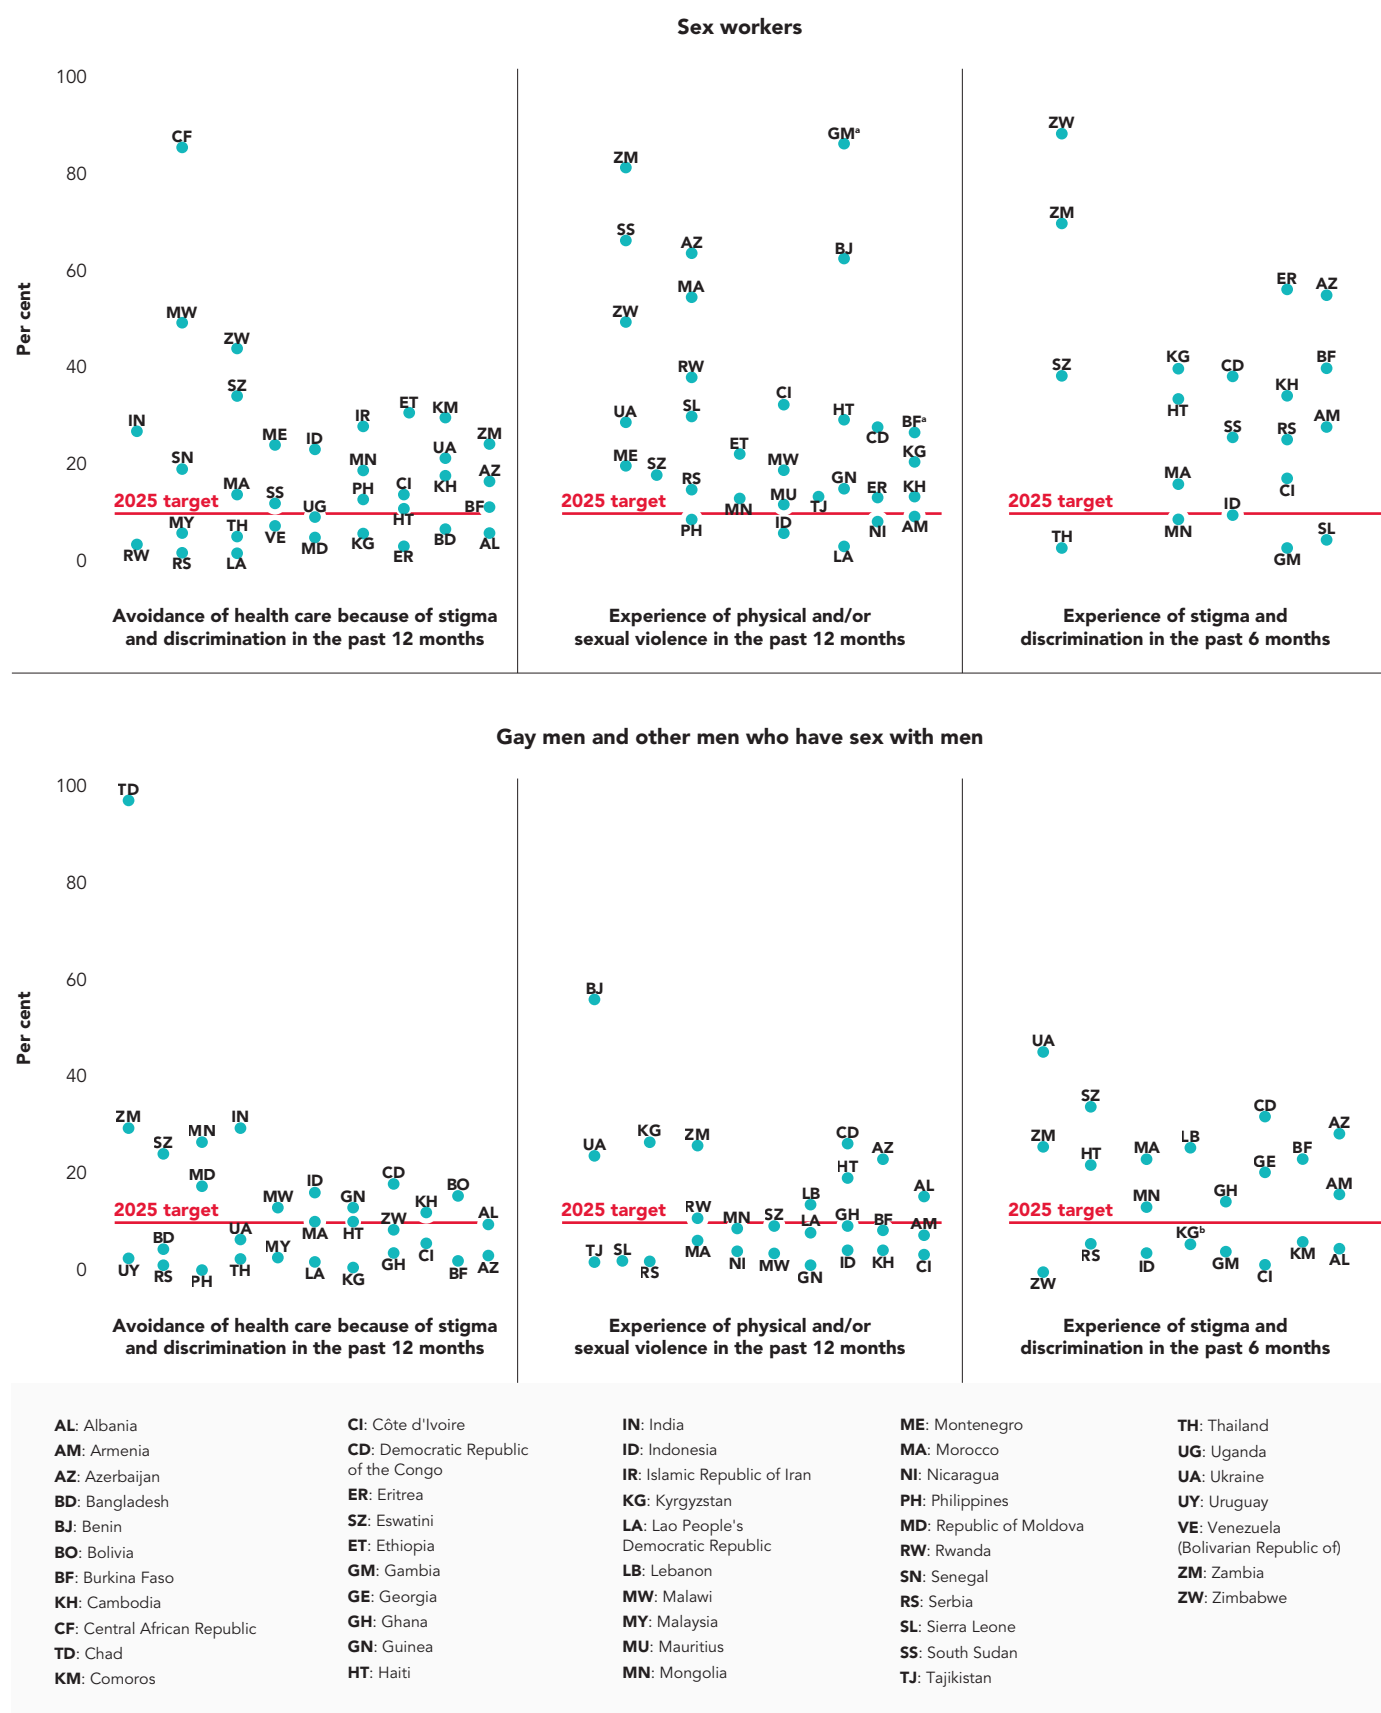 Sex workers
Per cent
100
80
60
40
20
0
CF
MW
ZW
SZ
IN
ME
ID
IR
ET
KM
ZM
SN
MN
UA
MA
SS
PH
CI
KH
AZ
2025 target
UG
BF
MY
TH
VE
HT
RW
RS
LA
MD
KG
ER
BD
AL
Avoidance of health care because of stigma
and discrimination in the past 12 months
GMᵃ
ZM
SS
AZ
BJ
MA
ZW
RW
CI
UA
SL
HT
CD
BFᵃ
ME
SZ
ET
MW
KG
RS
MN
MU
TJ
GN
ER
KH
2025 target
PH
ID
NI
AM
LA
Experience of physical and/or
sexual violence in the past 12 months
ZW
ZM
ER
AZ
SZ
KG
CD
BF
HT
KH
SS
RS
AM
MA
CI
2025 target
ID
TH
MN
GM
SL
Experience of stigma and
discrimination in the past 6 months
Gay men and other men who have sex with men
Per cent
100
80
60
40
20
0
TD
ZM
SZ
MN
IN
MD
MW
ID
GN
CD
KH
BO
2025 target
UA
MA
HT
ZW
AL
BD
MY
UY
RS
PH
TH
LA
KG
GH
CI
BF
AZ
Avoidance of health care because of stigma
and discrimination in the past 12 months
BJ
UA
KG
ZM
CD
AZ
HT
LB
AL
2025 target
RW
MN
SZ
LA
GH
BF
AM
TJ
SL
RS
MA
NI
MW
GN
ID
KH
CI
Experience of physical and/or
sexual violence in the past 12 months
UA
SZ
CD
AZ
ZM
HT
MA
LB
GE
BF
MN
GH
AM
2025 target
KGᵇ
RS
ID
GM
CI
KM
AL
ZW
Experience of stigma and
discrimination in the past 6 months
AL: Albania
AM: Armenia
AZ: Azerbaijan
BD: Bangladesh
BJ: Benin
BO: Bolivia
BF: Burkina Faso
KH: Cambodia
CF: Central African Republic
TD: Chad
KM: Comoros
CI: Côte d'Ivoire
CD: Democratic Republic
of the Congo
ER: Eritrea
SZ: Eswatini
ET: Ethiopia
GM: Gambia
GE: Georgia
GH: Ghana
GN: Guinea
HT: Haiti
IN: India
ID: Indonesia
IR: Islamic Republic of Iran
KG: Kyrgyzstan
LA: Lao People's
Democratic Republic
LB: Lebanon
MW: Malawi
MY: Malaysia
MU: Mauritius
MN: Mongolia
ME: Montenegro
MA: Morocco
NI: Nicaragua
PH: Philippines
MD: Republic of Moldova
RW: Rwanda
SN: Senegal
RS: Serbia
SL: Sierra Leone
SS: South Sudan
TJ: Tajikistan
TH: Thailand
UG: Uganda
UA: Ukraine
UY: Uruguay
VE: Venezuela
(Bolivarian Republic of)
ZM: Zambia
ZW: Zimbabwe